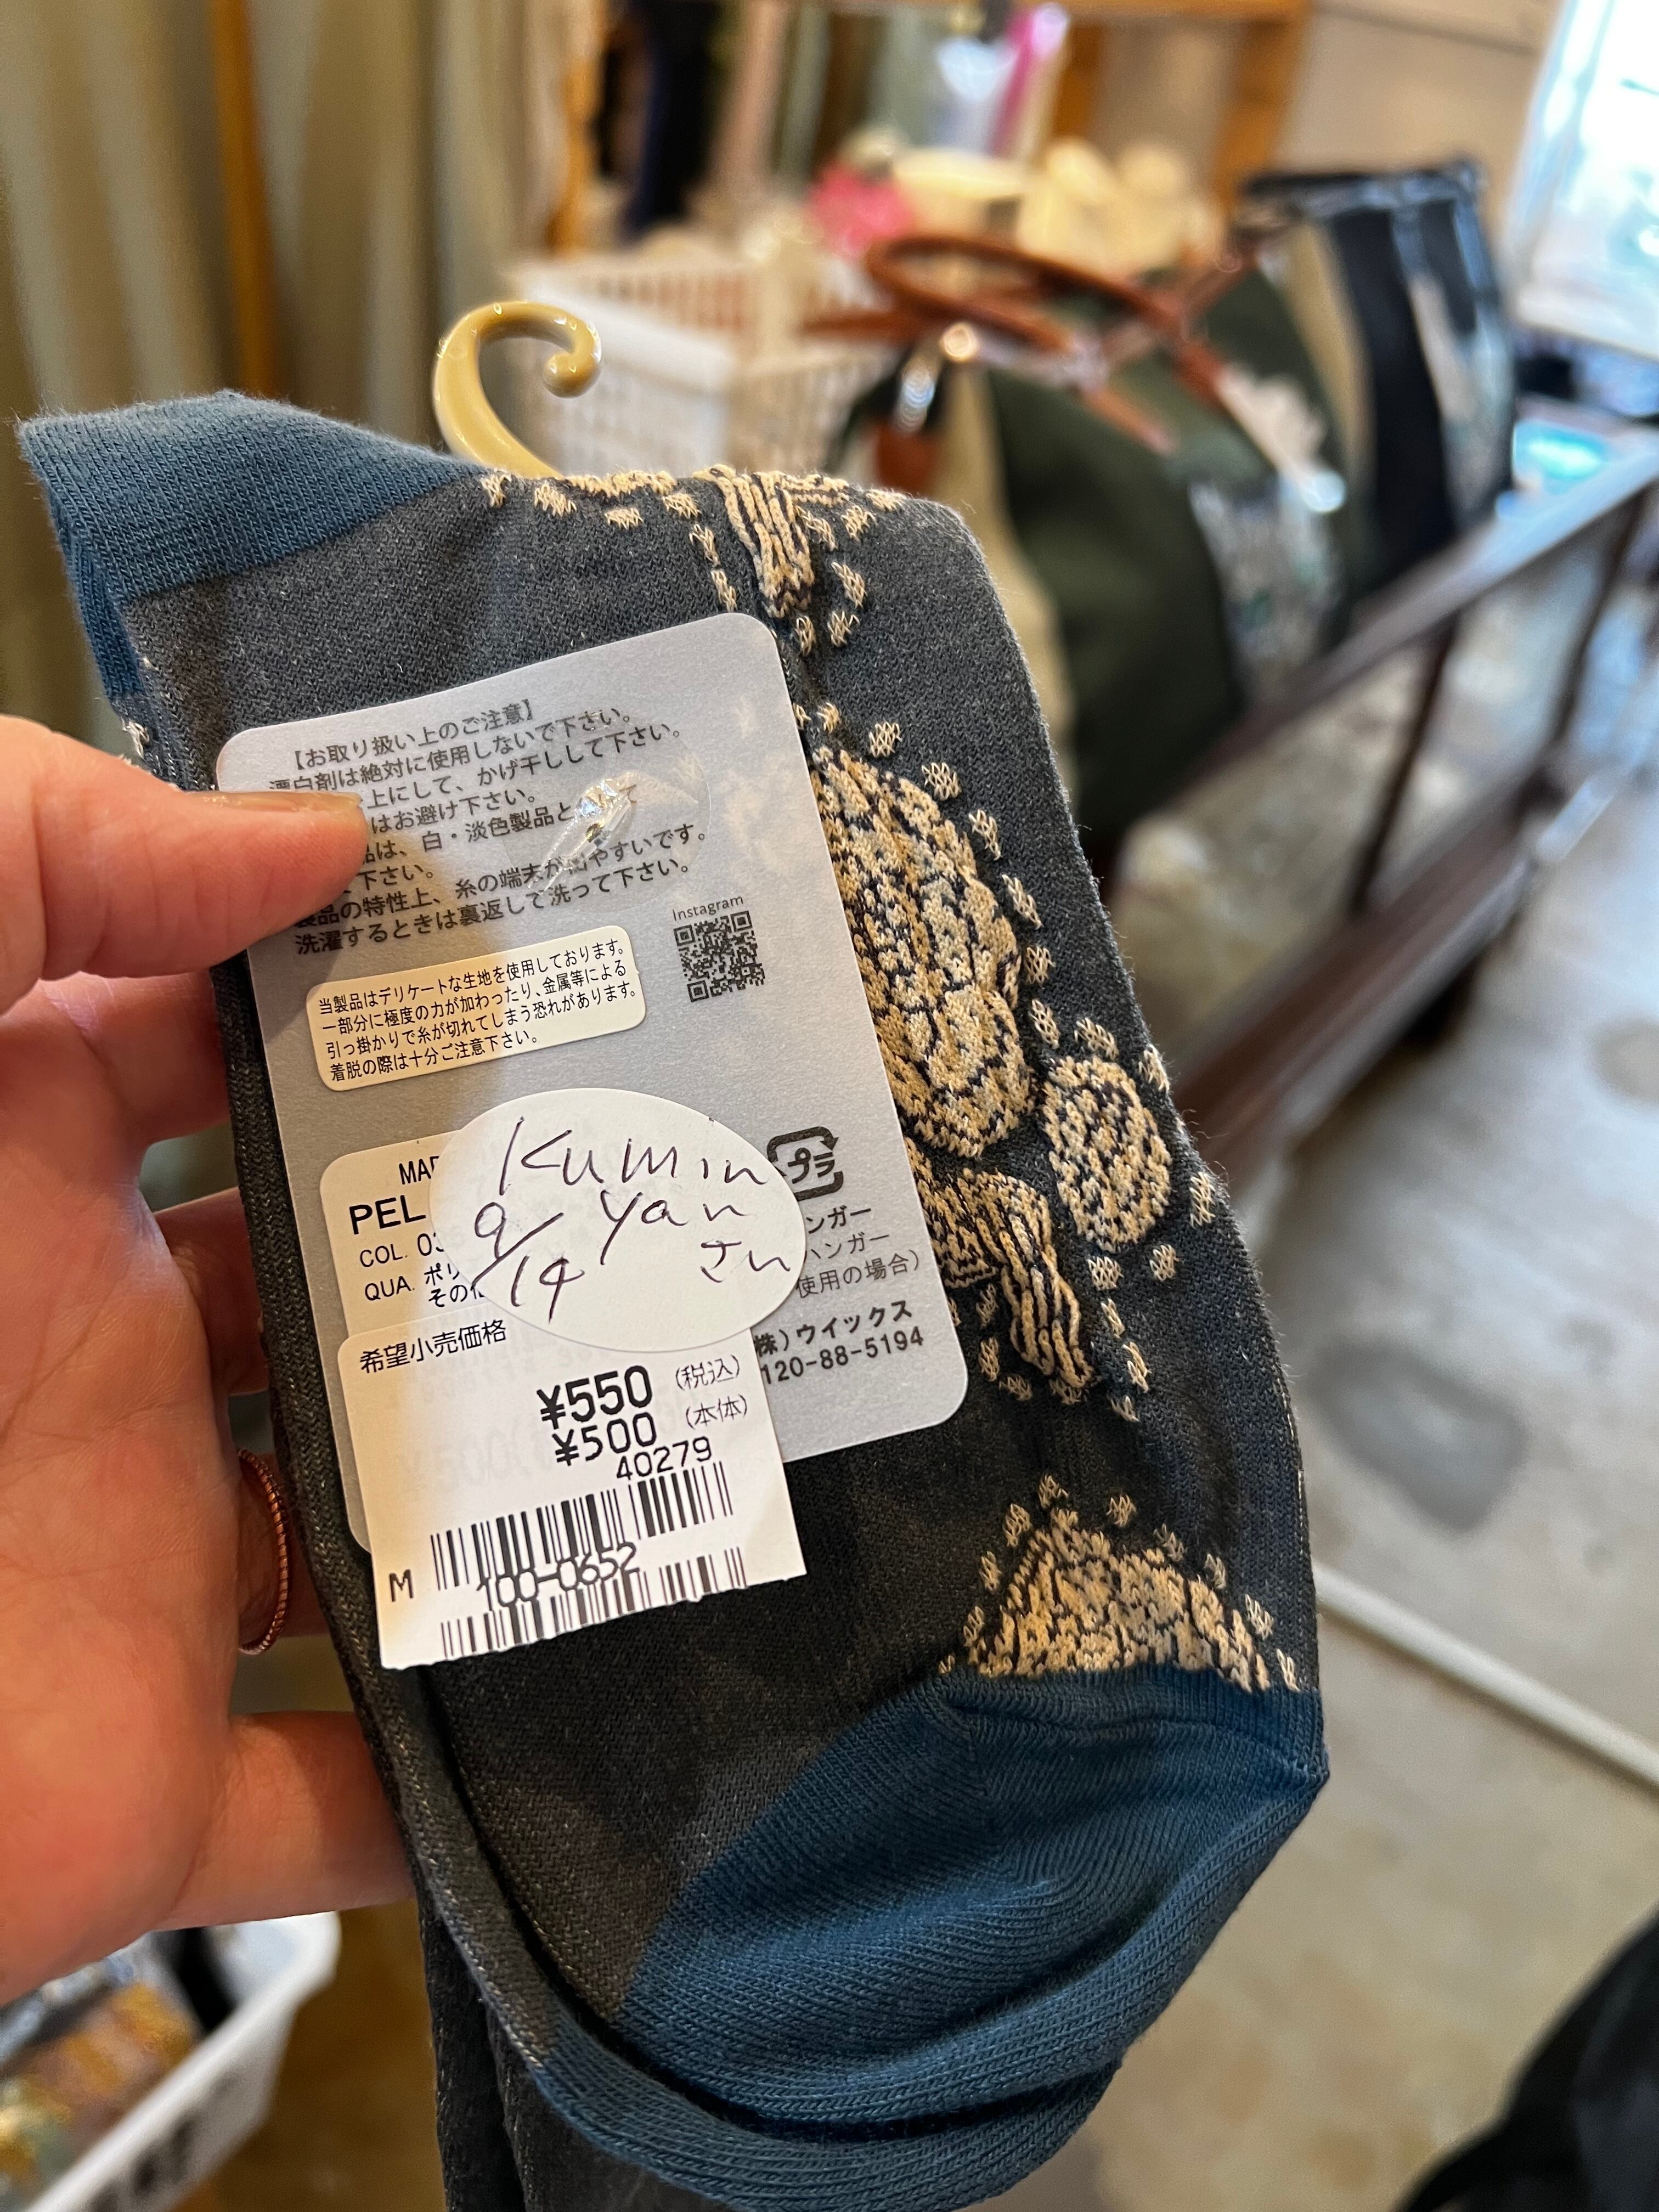 【お取り扱い上のご注意】
漂白剤は絶対に使用しないで下さい。
上にして、かげ干しして下さい。
はお避け下さい。
品は、白・淡色製品と
下さい。
製品の特性上、糸の端末が出やすいです。
洗濯するときは裏返して洗って下さい。
Instagram
当製品はデリケートな生地を使用しております。
一部分に極度の力が加わったり、金属等による
引っ掛かりで糸が切れてしまう恐れがあります。
着脱の際は十分ご注意下さい。
プラ
Kumin
9/14 yan
さん
PEL
COL. 03
QUA. ポリ
その他
ンガー
ハンガー
使用の場合）
株）ウイックス
120-88-5194
希望小売価格
¥550 (税込)
¥500 (本体)
40279
M
100-0652